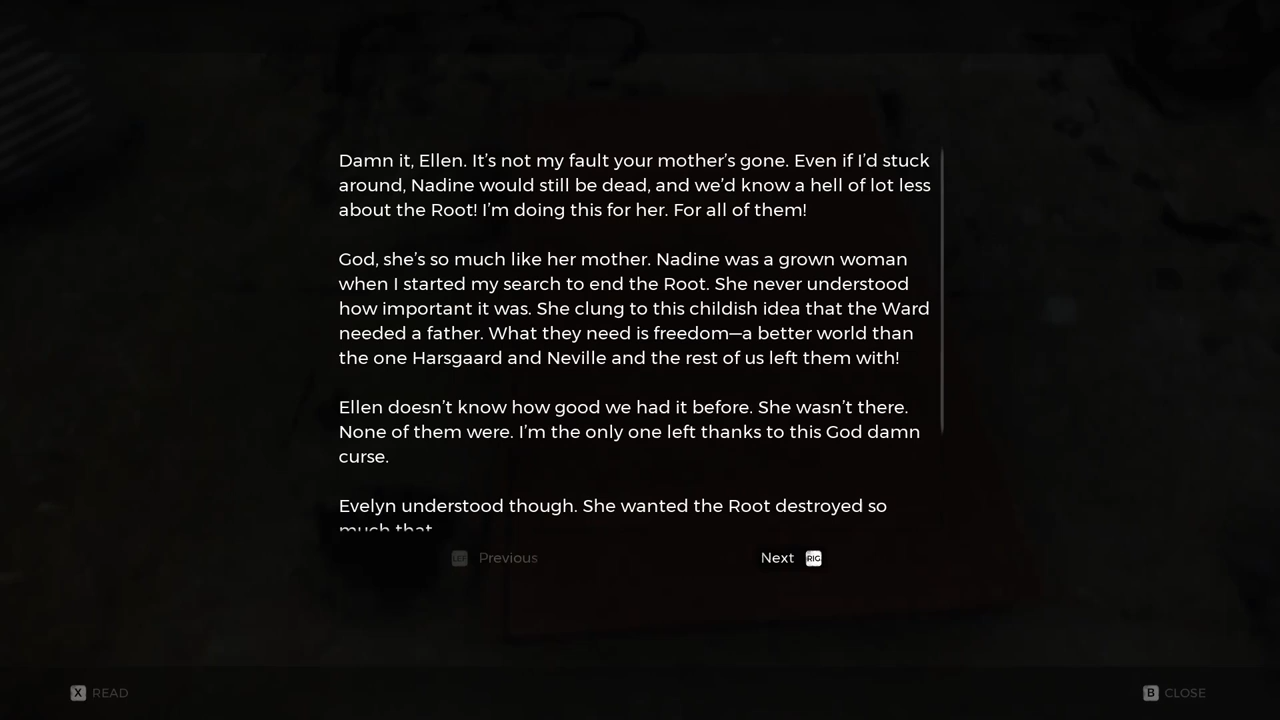 Damn it, Ellen. It's not my fault your mother's gone. Even if I'd stuck
around, Nadine would still be dead, and we'd know a hell of lot less
about the Root! I'm doing this for her. For all of them!
God, she's so much like her mother. Nadine was a grown woman
when I started my search to end the Root. She never understood
how important it was. She clung to this childish idea that the Ward
needed a father. What they need is freedom—a better world than
the one Harsgaard and Neville and the rest of us left them with!
Ellen doesn't know how good we had it before. She wasn't there.
None of them were. I'm the only one left thanks to this God damn
curse.
Evelyn understood though. She wanted the Root destroyed so
much that
Previous
Next RIG
X READ
B CLOSE